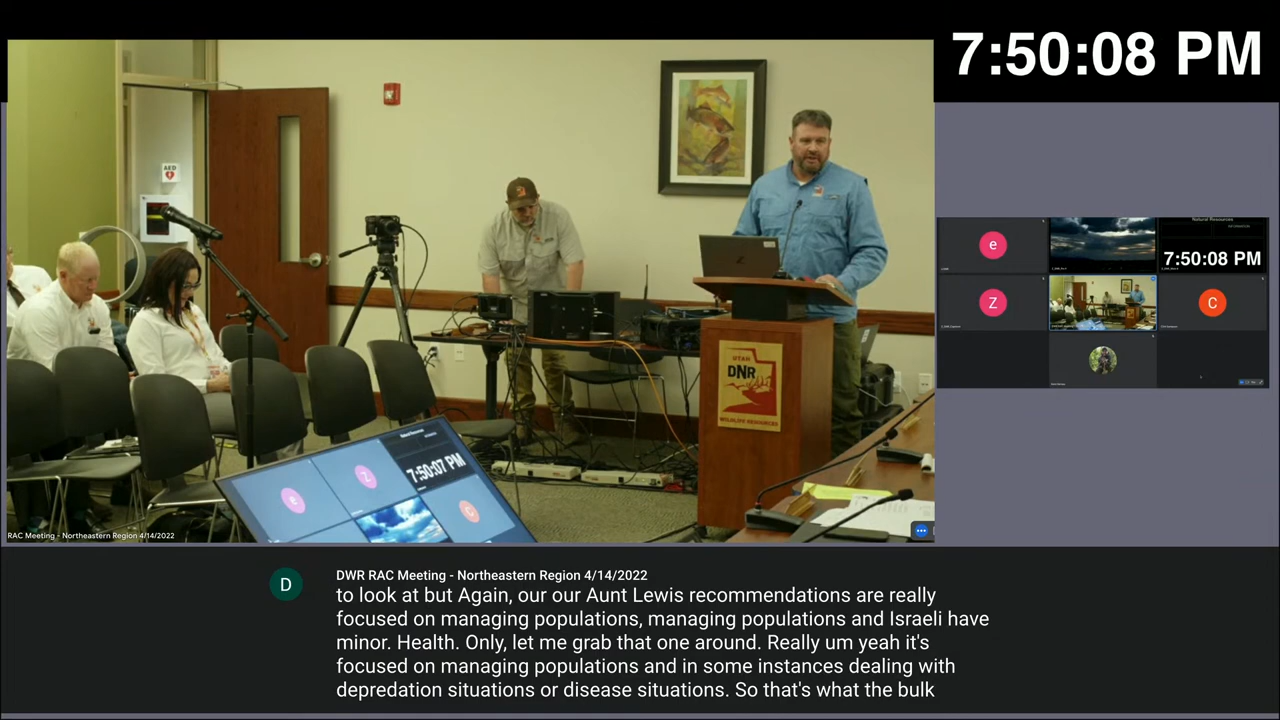 7:50:08 PM
AED
UTAH
DNR
WILDLIFE RESOURCES
7:50:07 PM
e
Z
C
RAC Meeting - Northeastern Region 4/14/2022
e
Natural Resources
7:50:08 PM
Z
C
D
DWR RAC Meeting - Northeastern Region 4/14/2022
to look at but Again, our our Aunt Lewis recommendations are really
focused on managing populations, managing populations and Israeli have
minor. Health. Only, let me grab that one around. Really um yeah it's
focused on managing populations and in some instances dealing with
depredation situations or disease situations. So that's what the bulk